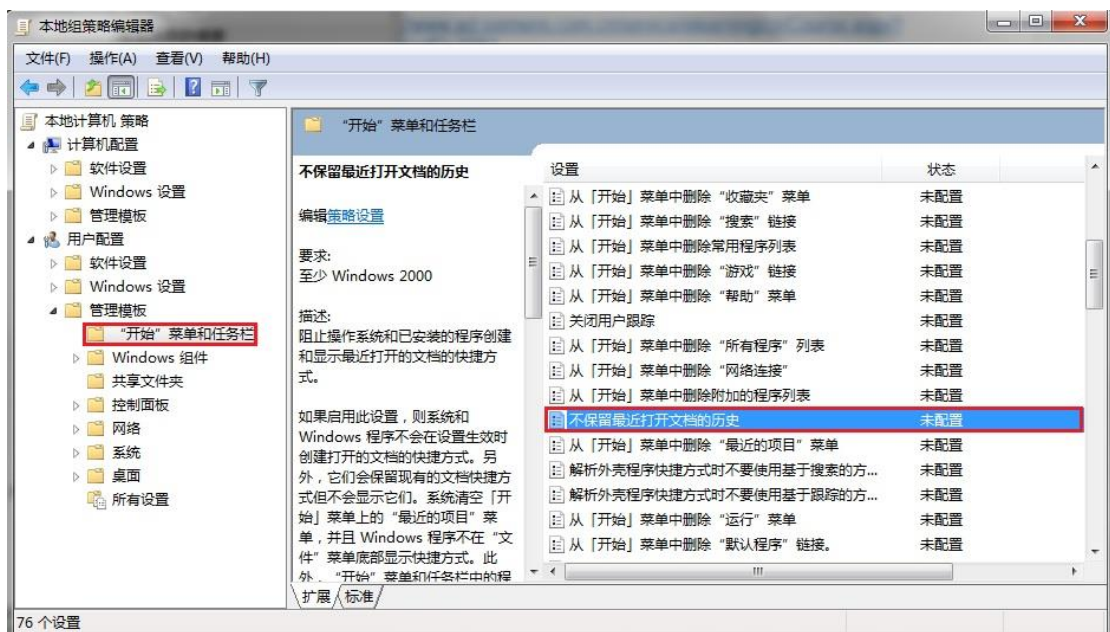 本地组策略编辑器
文件(F) 操作(A) 查看(V) 帮助(H)
本地计算机 策略
计算机配置
软件设置
Windows 设置
管理模板
用户配置
软件设置
Windows 设置
管理模板
“开始”菜单和任务栏
Windows 组件
共享文件夹
控制面板
网络
系统
桌面
所有设置
“开始”菜单和任务栏
不保留最近打开文档的历史
编辑策略设置
要求:
至少 Windows 2000
描述:
阻止操作系统和已安装的程序创建
和显示最近打开的文档的快捷方
式。
如果启用此设置，则系统和
Windows 程序不会在设置生效时
创建打开的文档的快捷方式。另
外，它们会保留现有的文档快捷方
式但不会显示它们。系统清空「开
始」菜单上的“最近的项目”菜
单，并且 Windows 程序不在“文
件”菜单底部显示快捷方式。此
外，“开始”菜单和任务栏中的程
设置 状态
从「开始」菜单中删除“收藏夹”菜单 未配置
从「开始」菜单中删除“搜索”链接 未配置
从「开始」菜单中删除常用程序列表 未配置
从「开始」菜单中删除“游戏”链接 未配置
从「开始」菜单中删除“帮助”菜单 未配置
关闭用户跟踪 未配置
从「开始」菜单中删除“所有程序”列表 未配置
从「开始」菜单中删除“网络连接” 未配置
从「开始」菜单中删除附加的程序列表 未配置
不保留最近打开文档的历史 未配置
从「开始」菜单中删除“最近的项目”菜单 未配置
解析外壳程序快捷方式时不要使用基于搜索的方... 未配置
解析外壳程序快捷方式时不要使用基于跟踪的方... 未配置
从「开始」菜单中删除“运行”菜单 未配置
从「开始」菜单中删除“默认程序”链接。 未配置
扩展 标准
76 个设置